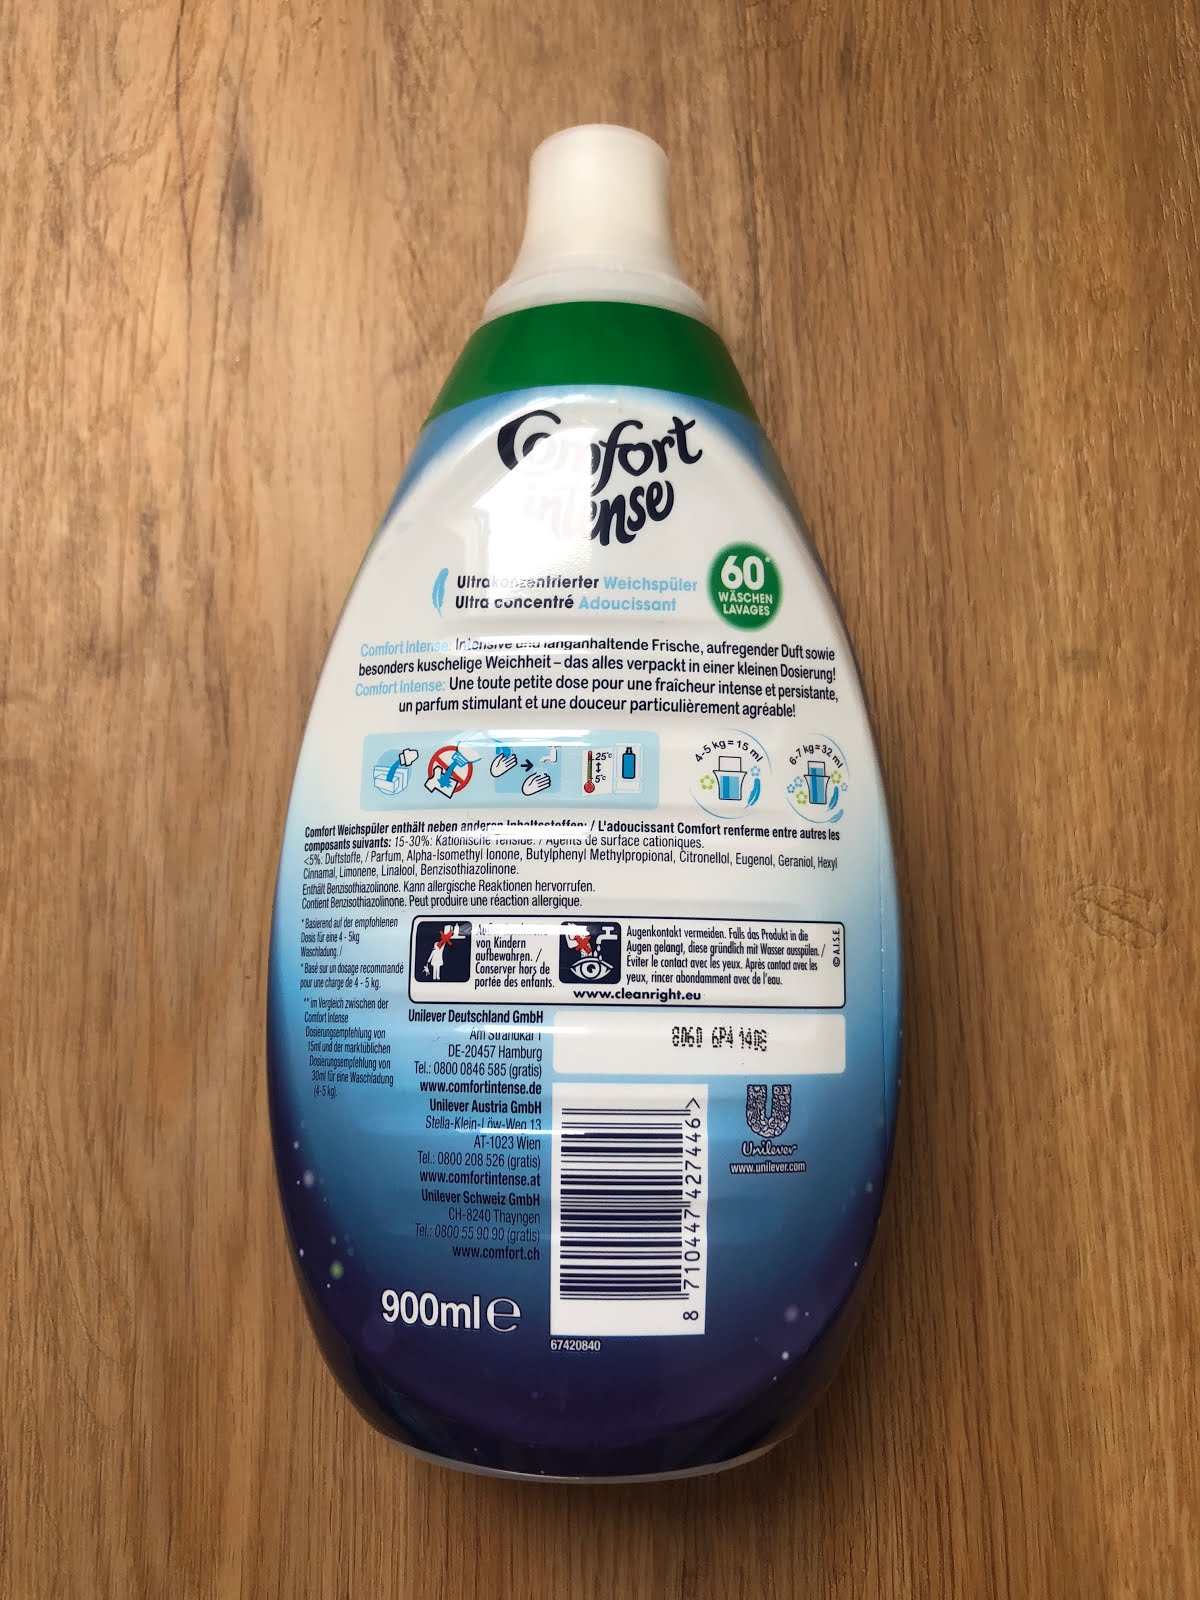 Comfort
intense
Ultrakonzentrierter Weichspüler
Ultra concentré Adoucissant
60*
WÄSCHEN
LAVAGES
Comfort Intense: Intensive und langanhaltende Frische, aufregender Duft sowie
besonders kuschelige Weichheit – das alles verpackt in einer kleinen Dosierung!
Comfort Intense: Une toute petite dose pour une fraîcheur intense et persistante,
un parfum stimulant et une douceur particulièrement agréable!
25°c
5°c
4-5 kg = 15 ml
6-7 kg = 32 ml
Comfort Weichspüler enthält neben anderen Inhaltsstoffen: / L'adoucissant Comfort renferme entre autres les
composants suivants: 15-30%: Kationische Tenside. / Agents de surface cationiques.
<5%: Duftstoffe, / Parfum, Alpha-Isomethyl Ionone, Butylphenyl Methylpropional, Citronellol, Eugenol, Geraniol, Hexyl
Cinnamal, Limonene, Linalool, Benzisothiazolinone.
Enthält Benzisothiazolinone. Kann allergische Reaktionen hervorrufen.
Contient Benzisothiazolinone. Peut produire une réaction allergique.
* Basierend auf der empfohlenen
Dosis für eine 4 - 5kg
Waschladung. /
* Basé sur un dosage recommandé
pour une charge de 4 - 5 kg.
** im Vergleich zwischen der
Comfort Intense
Dosierungsempfehlung von
15ml und der marktüblichen
Dosierungsempfehlung von
30ml für eine Waschladung
(4-5 kg).
von Kindern
aufbewahren. /
Conserver hors de
portée des enfants.
Augenkontakt vermeiden. Falls das Produkt in die
Augen gelangt, diese gründlich mit Wasser ausspülen. /
Éviter le contact avec les yeux. Après contact avec les
yeux, rincer abondamment avec de l'eau.
www.cleanright.eu
© A.I.S.E.
Unilever Deutschland GmbH
Am Strandkai 1
DE-20457 Hamburg
Tel.: 0800 0846 585 (gratis)
www.comfortintense.de
Unilever Austria GmbH
Stella-Klein-Löw-Weg 13
AT-1023 Wien
Tel.: 0800 208 526 (gratis)
www.comfortintense.at
Unilever Schweiz GmbH
CH-8240 Thayngen
Tel.: 0800 55 90 90 (gratis)
www.comfort.ch
8060 6P4 1408
Unilever
www.unilever.com
8 710447 427446 >
900ml e
67420840